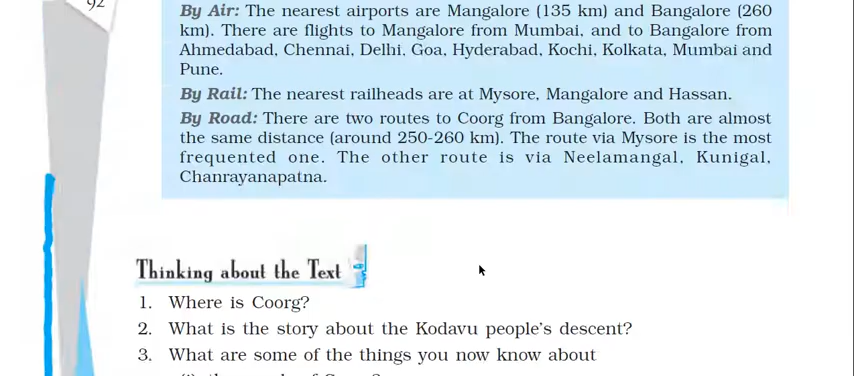 92
By Air: The nearest airports are Mangalore (135 km) and Bangalore (260
km). There are flights to Mangalore from Mumbai, and to Bangalore from
Ahmedabad, Chennai, Delhi, Goa, Hyderabad, Kochi, Kolkata, Mumbai and
Pune.
By Rail: The nearest railheads are at Mysore, Mangalore and Hassan.
By Road: There are two routes to Coorg from Bangalore. Both are almost
the same distance (around 250-260 km). The route via Mysore is the most
frequented one. The other route is via Neelamangal, Kunigal,
Chanrayanapatna.
Thinking about the Text
1. Where is Coorg?
2. What is the story about the Kodavu people's descent?
3. What are some of the things you now know about